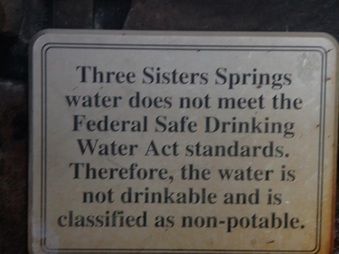 Three Sisters Springs
water does not meet the
Federal Safe Drinking
Water Act standards.
Therefore, the water is
not drinkable and is
classified as non-potable.